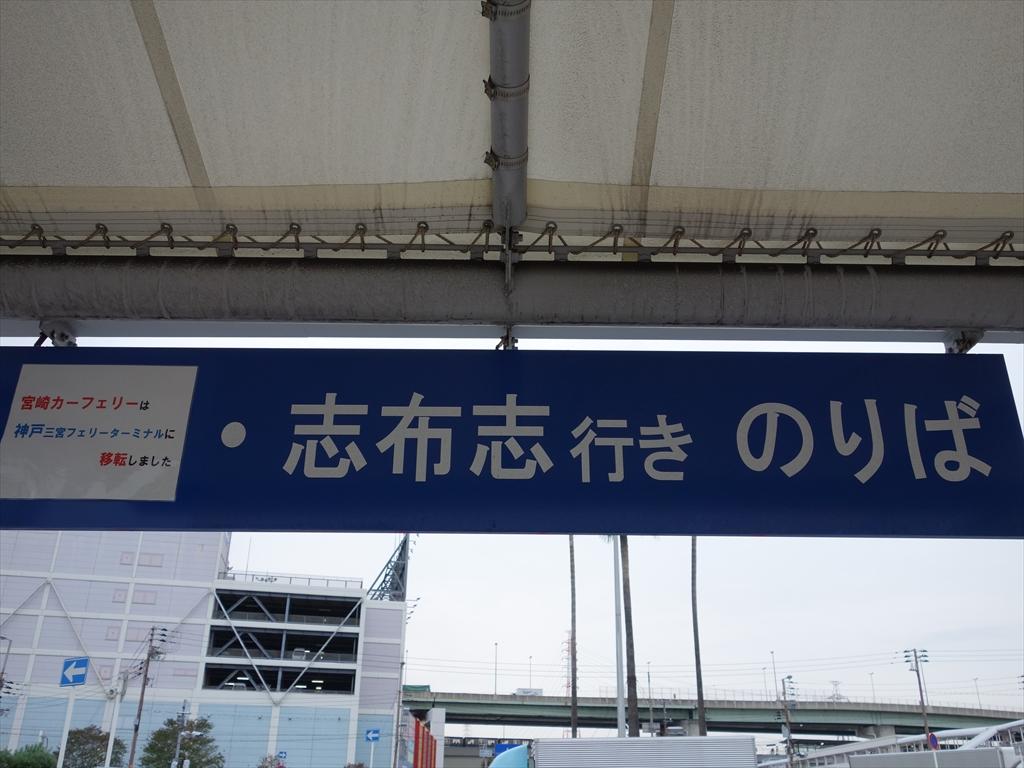 宮崎カーフェリーは
神戸三宮フェリーターミナルに
移転しました
・志布志行き のりば